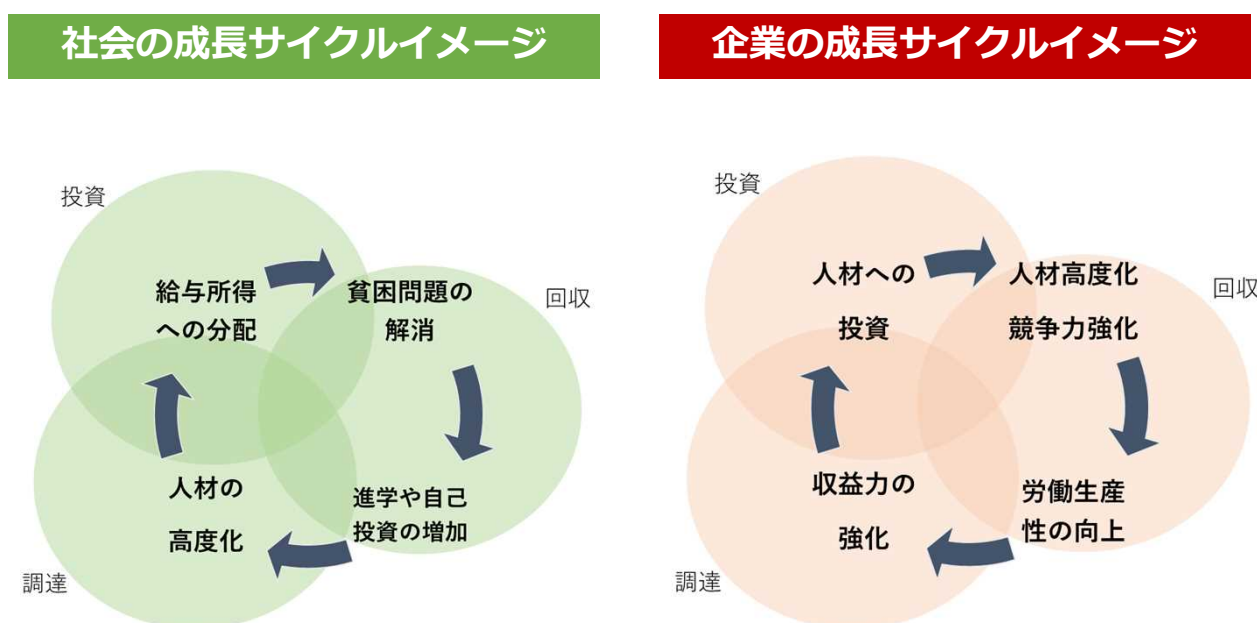 社会の成長サイクルイメージ
投資
給与所得
への分配
貧困問題の
解消
回収
進学や自己
投資の増加
人材の
高度化
調達
企業の成長サイクルイメージ
投資
人材への
投資
人材高度化
競争力強化
回収
労働生産
性の向上
収益力の
強化
調達